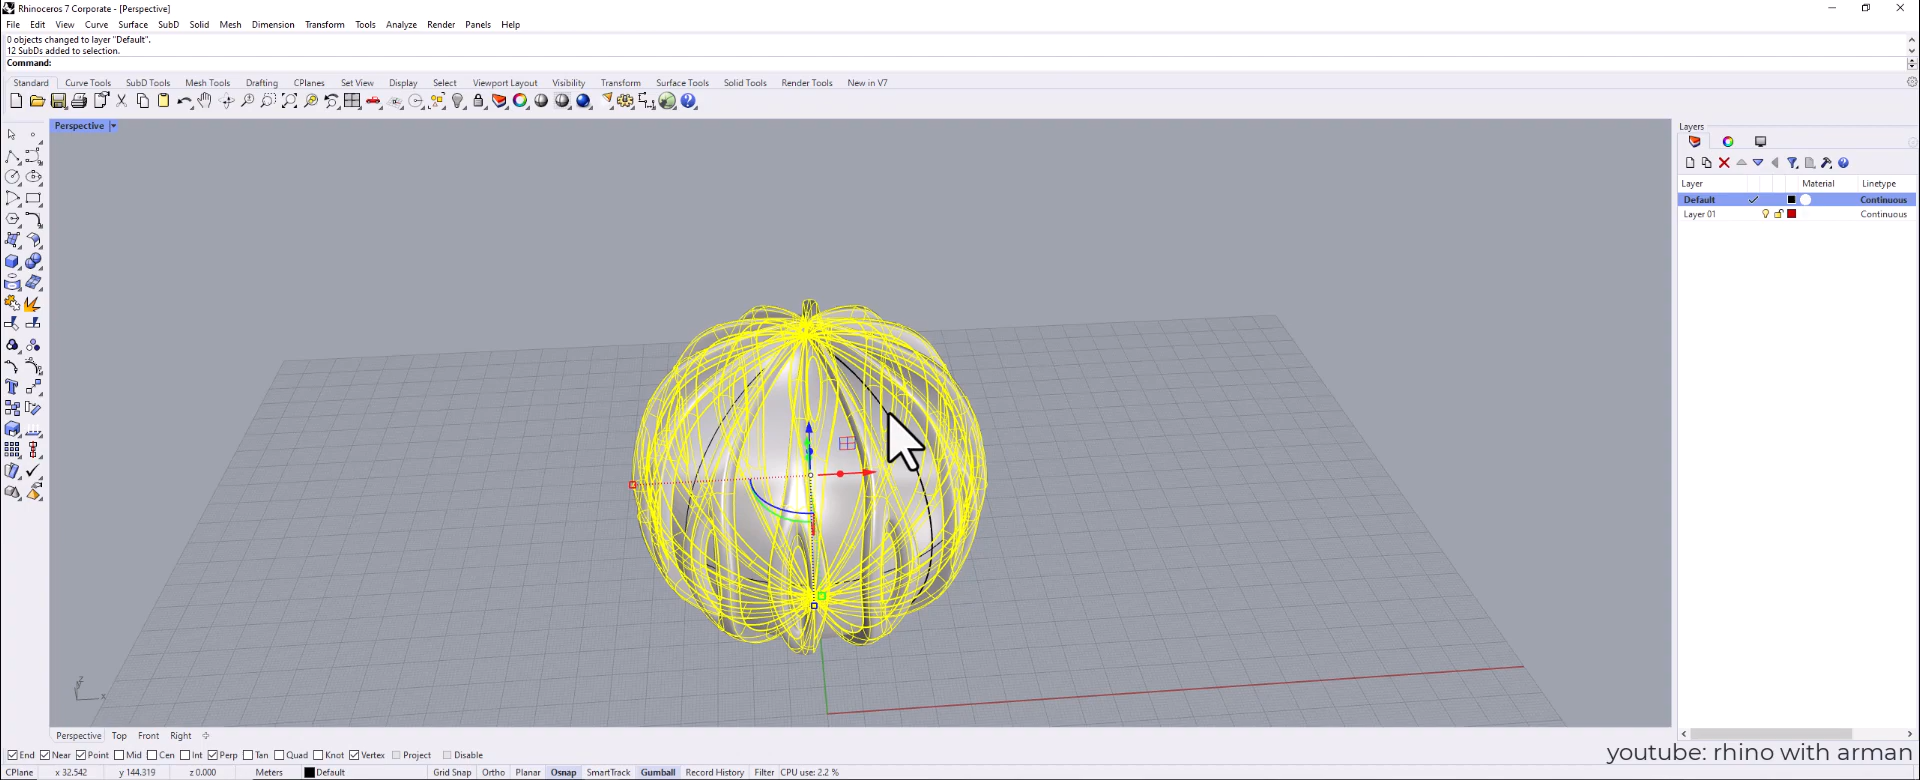 Rhinoceros 7 Corporate - [Perspective]
File Edit View Curve Surface SubD Solid Mesh Dimension Transform Tools Analyze Render Panels Help
0 objects changed to layer "Default".
12 SubDs added to selection.
Command:
Standard Curve Tools SubD Tools Mesh Tools Drafting CPlanes Set View Display Select Viewport Layout Visibility Transform Surface Tools Solid Tools Render Tools New in V7
Perspective
Layers
Layer Material Linetype
Default Continuous
Layer 01 Continuous
z
x
Perspective Top Front Right
End Near Point Mid Cen Int Perp Tan Quad Knot Vertex Project Disable
youtube: rhino with arman
CPlane x 32.542 y 144.319 z 0.000 Meters Default Grid Snap Ortho Planar Osnap SmartTrack Gumball Record History Filter CPU use: 2.2 %